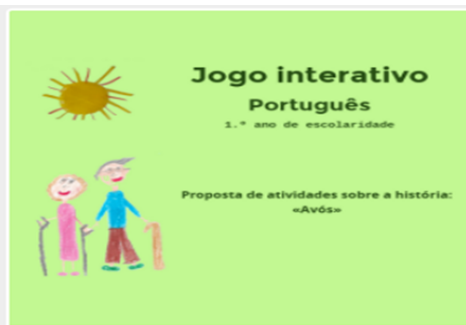 Jogo interativo
Português
1.º ano de escolaridade
Proposta de atividades sobre a história:
«Avós»